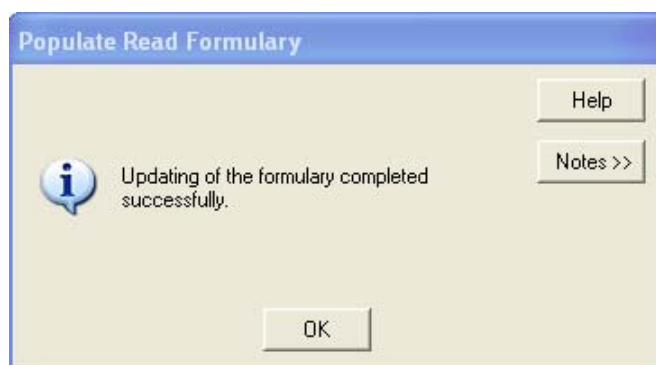 Populate Read Formulary
Help
Notes >>
Updating of the formulary completed
successfully.
OK